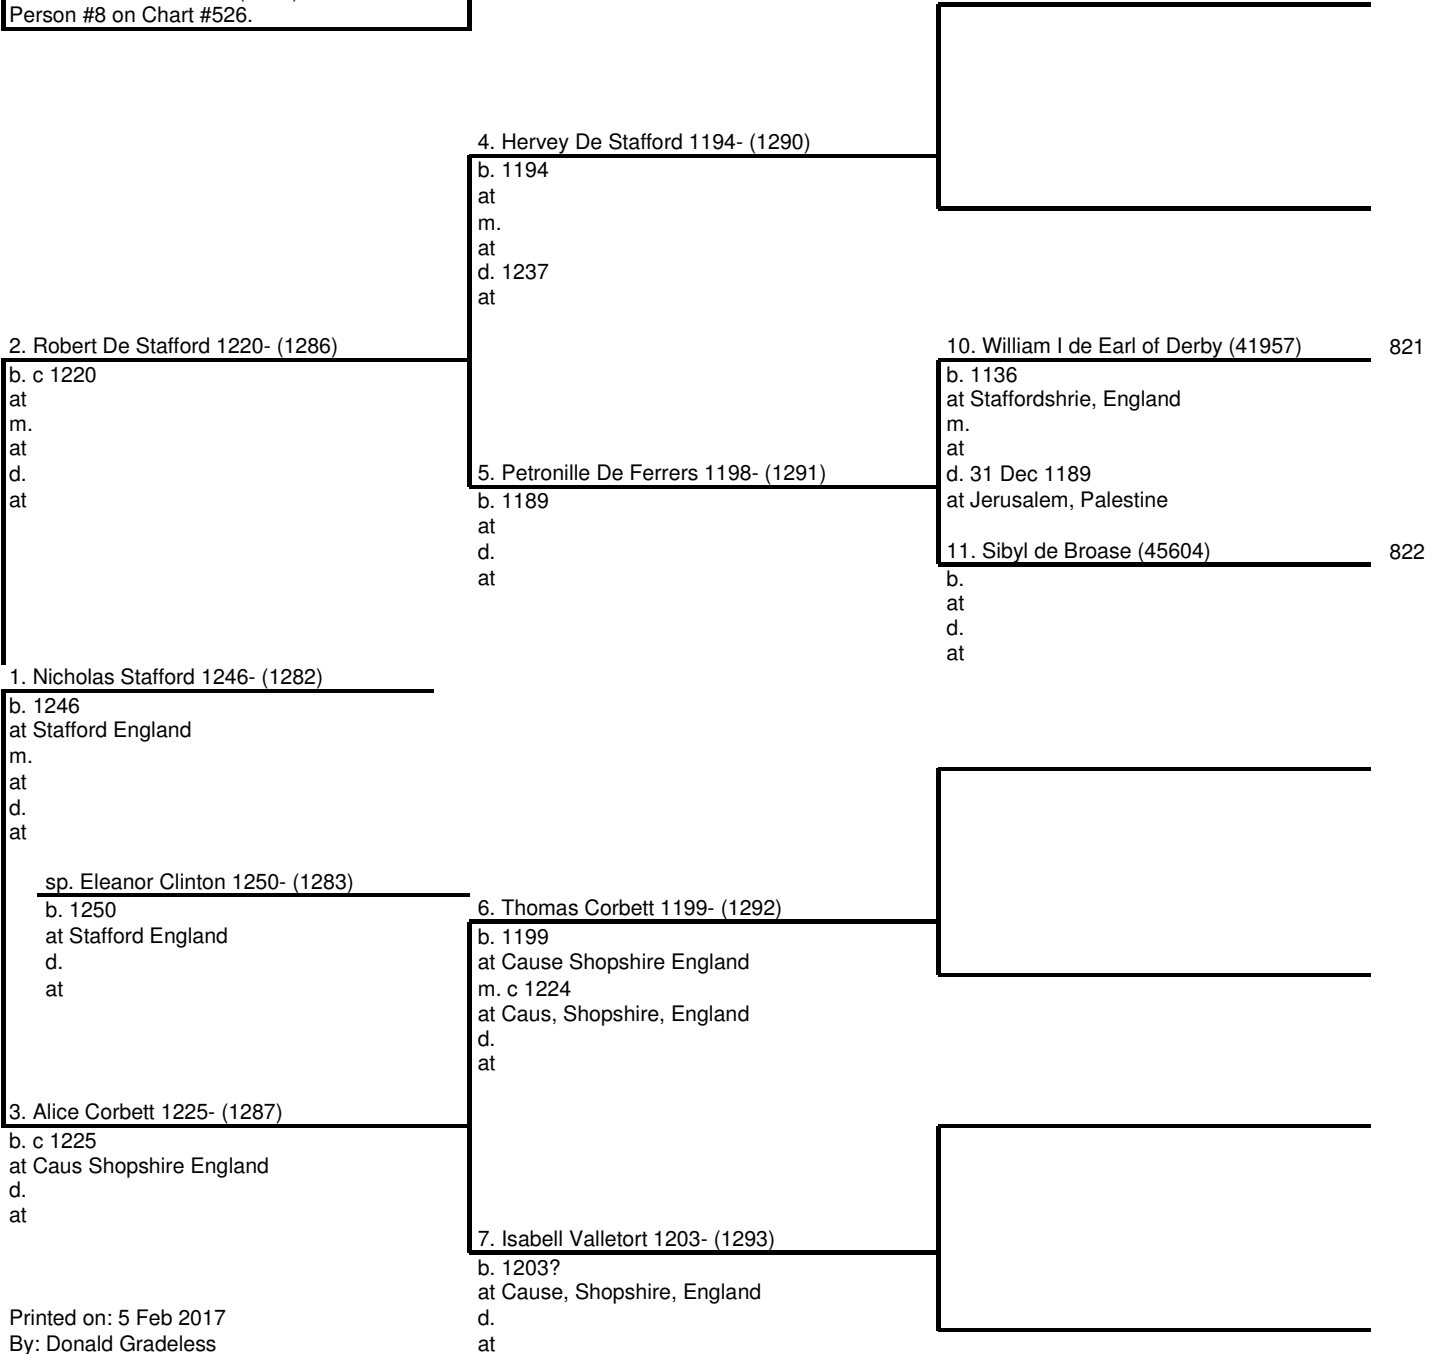 Person #8 on Chart #526.
4. Hervey De Stafford 1194- (1290)
b. 1194
at
m.
at
d. 1237
at
2. Robert De Stafford 1220- (1286)
b. c 1220
at
m.
at
d.
at
10. William I de Earl of Derby (41957) 821
b. 1136
at Staffordshrie, England
m.
at
d. 31 Dec 1189
at Jerusalem, Palestine
5. Petronille De Ferrers 1198- (1291)
b. 1189
at
d.
at
11. Sibyl de Broase (45604) 822
b.
at
d.
at
1. Nicholas Stafford 1246- (1282)
b. 1246
at Stafford England
m.
at
d.
at
sp. Eleanor Clinton 1250- (1283)
b. 1250
at Stafford England
d.
at
6. Thomas Corbett 1199- (1292)
b. 1199
at Cause Shopshire England
m. c 1224
at Caus, Shopshire, England
d.
at
3. Alice Corbett 1225- (1287)
b. c 1225
at Caus Shopshire England
d.
at
7. Isabell Valletort 1203- (1293)
b. 1203?
at Cause, Shopshire, England
d.
at
Printed on: 5 Feb 2017
By: Donald Gradeless